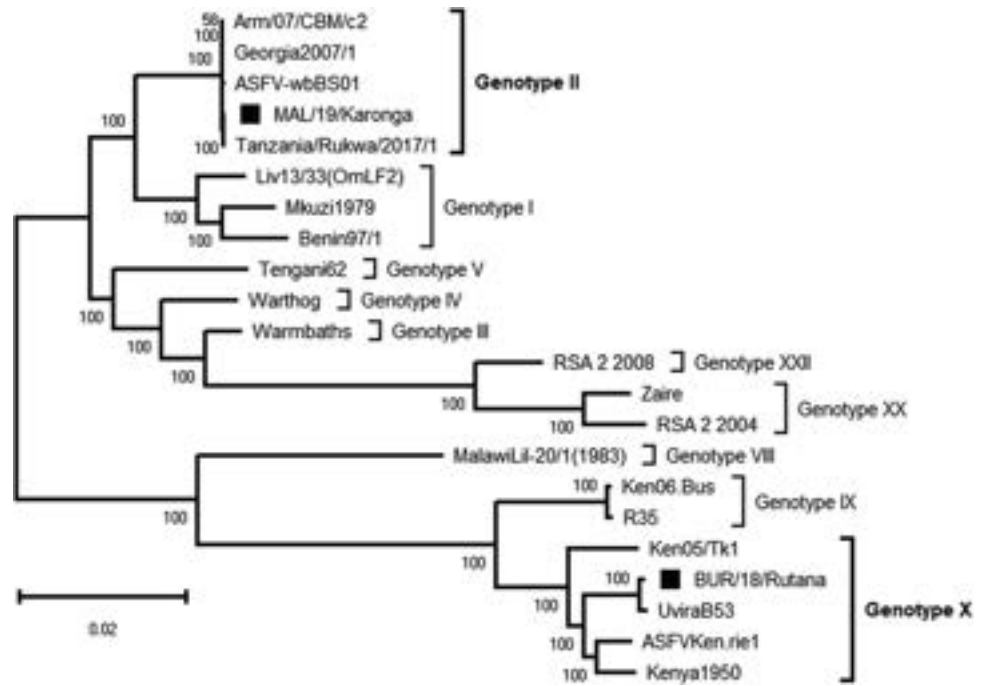 58
Arm/07/CBM/c2
100
Georgia2007/1
100
ASFV-wbBS01
Genotype II
MAL/19/Karonga
100
Tanzania/Rukwa/2017/1
100
Liv13/33(OmLF2)
Mkuzi1979
Genotype I
100
Benin97/1
100
Tengani62
Genotype V
Warthog
Genotype IV
100
Warmbaths
Genotype III
100
RSA 2 2008
Genotype XXII
100
Zaire
Genotype XX
100
RSA 2 2004
100
MalawiLil-20/1(1983)
Genotype VIII
100
Ken06.Bus
Genotype IX
100
R35
Ken05/Tk1
100
100
BUR/18/Rutana
100
UviraB53
Genotype X
ASFVKen.rie1
100
Kenya1950
100
0.02